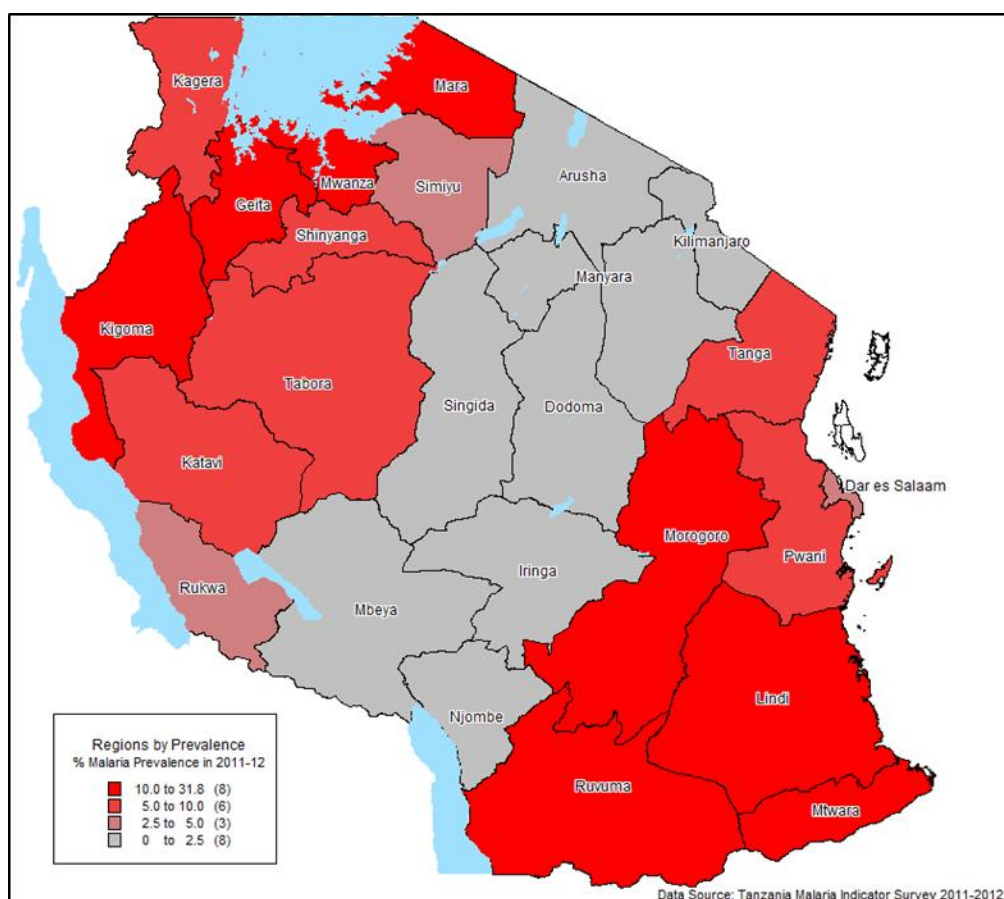 Kagera
Mara
Mwanza
Geita
Simiyu
Arusha
Shinyanga
Kilimanjaro
Manyara
Kigoma
Tanga
Tabora
Singida
Dodoma
Katavi
Dar es Salaam
Morogoro
Pwani
Iringa
Rukwa
Mbeya
Lindi
Njombe
Ruvuma
Mtwara
Regions by Prevalence
% Malaria Prevalence in 2011-12
10.0 to 31.8 (8)
5.0 to 10.0 (6)
2.5 to 5.0 (3)
0 to 2.5 (8)
Data Source: Tanzania Malaria Indicator Survey 2011-2012